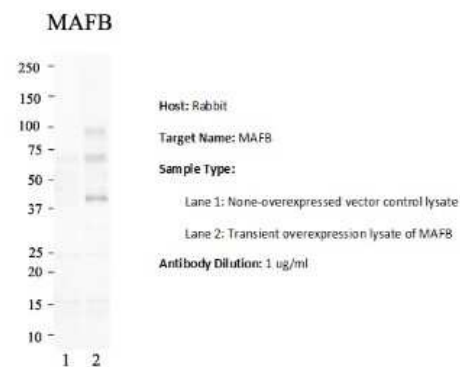 MAFB
250
150
100
75
50
37
25
20
15
10
1 2
Host: Rabbit
Target Name: MAFB
Sample Type:
Lane 1: None-overexpressed vector control lysate
Lane 2: Transient overexpression lysate of MAFB
Antibody Dilution: 1 ug/ml